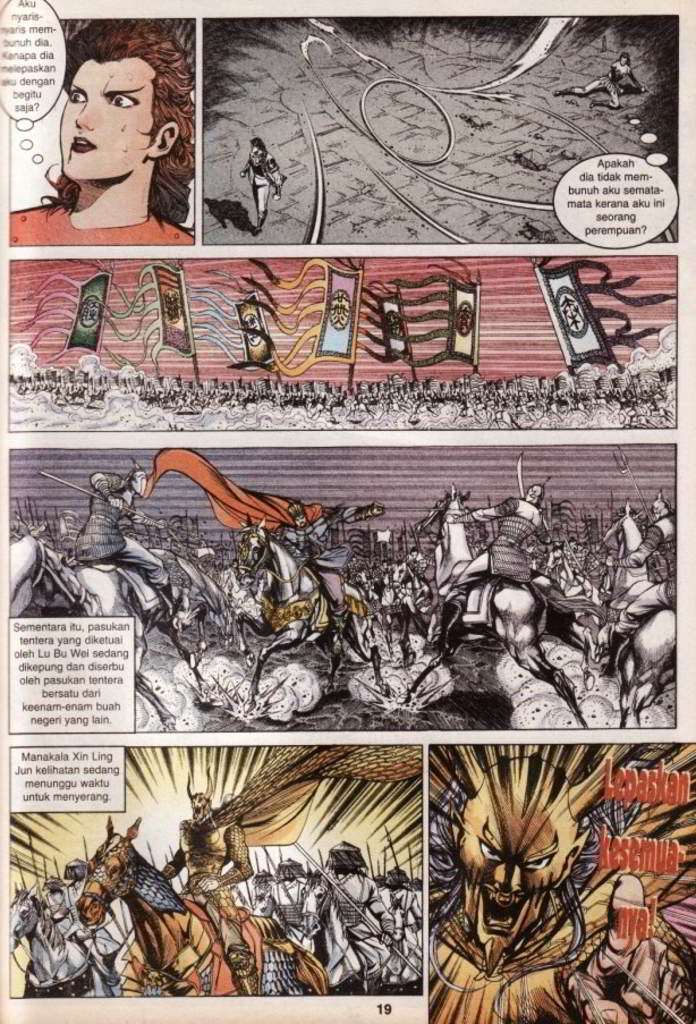 Aku
nyaris-
nyaris mem-
bunuh dia.
Kenapa dia
melepaskan
aku dengan
begitu
saja?
Apakah
dia tidak mem-
bunuh aku semata-
mata kerana aku ini
seorang
perempuan?
Sementara itu, pasukan
tentera yang diketuai
oleh Lu Bu Wei sedang
dikepung dan diserbu
oleh pasukan tentera
bersatu dari
keenam-enam buah
negeri yang lain.
Manakala Xin Ling
Jun kelihatan sedang
menunggu waktu
untuk menyerang.
Lepaskan
kesemua-
nya!
19